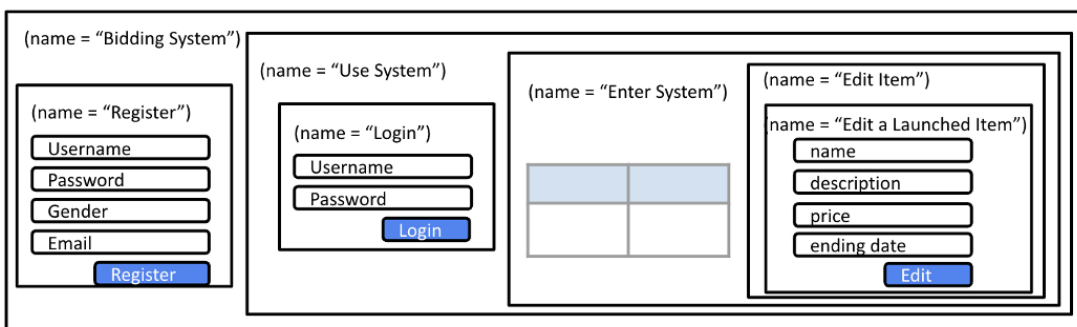 (name = “Bidding System”)
(name = “Register”)
Username
Password
Gender
Email
Register
(name = “Use System”)
(name = “Login”)
Username
Password
Login
(name = “Enter System”)
(name = “Edit Item”)
(name = “Edit a Launched Item”)
name
description
price
ending date
Edit